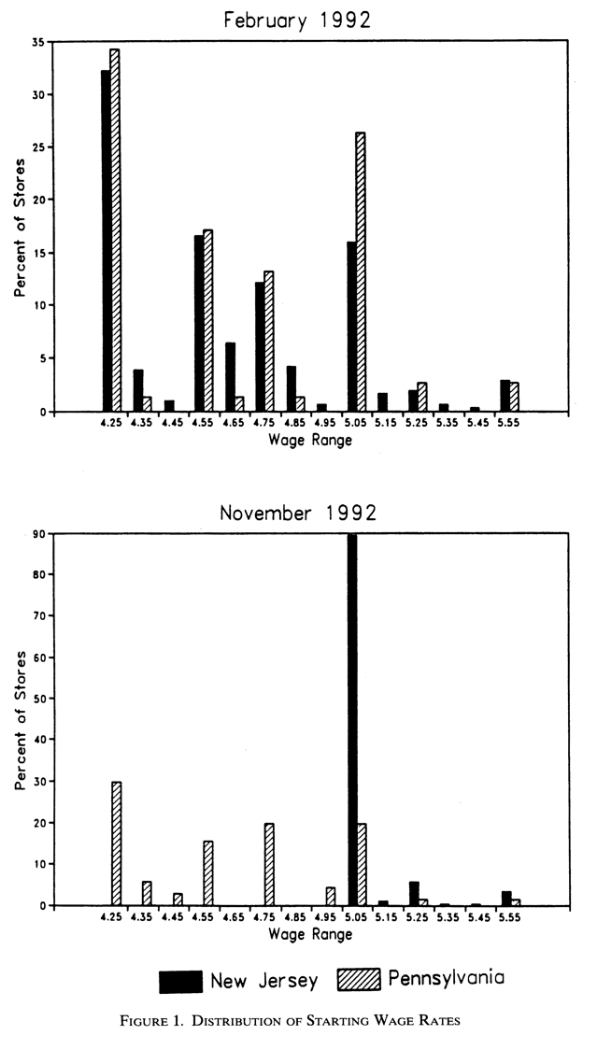 February 1992
35
30
25
20
15
10
5
0
Percent of Stores
4.25 4.35 4.45 4.55 4.65 4.75 4.85 4.95 5.05 5.15 5.25 5.35 5.45 5.55
Wage Range
November 1992
90
80
70
60
50
40
30
20
10
0
Percent of Stores
4.25 4.35 4.45 4.55 4.65 4.75 4.85 4.95 5.05 5.15 5.25 5.35 5.45 5.55
Wage Range
New Jersey Pennsylvania
FIGURE 1. DISTRIBUTION OF STARTING WAGE RATES